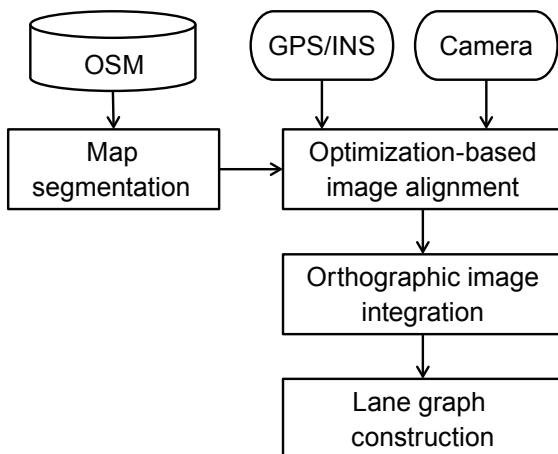 OSM
GPS/INS
Camera
Map
segmentation
Optimization-based
image alignment
Orthographic image
integration
Lane graph
construction